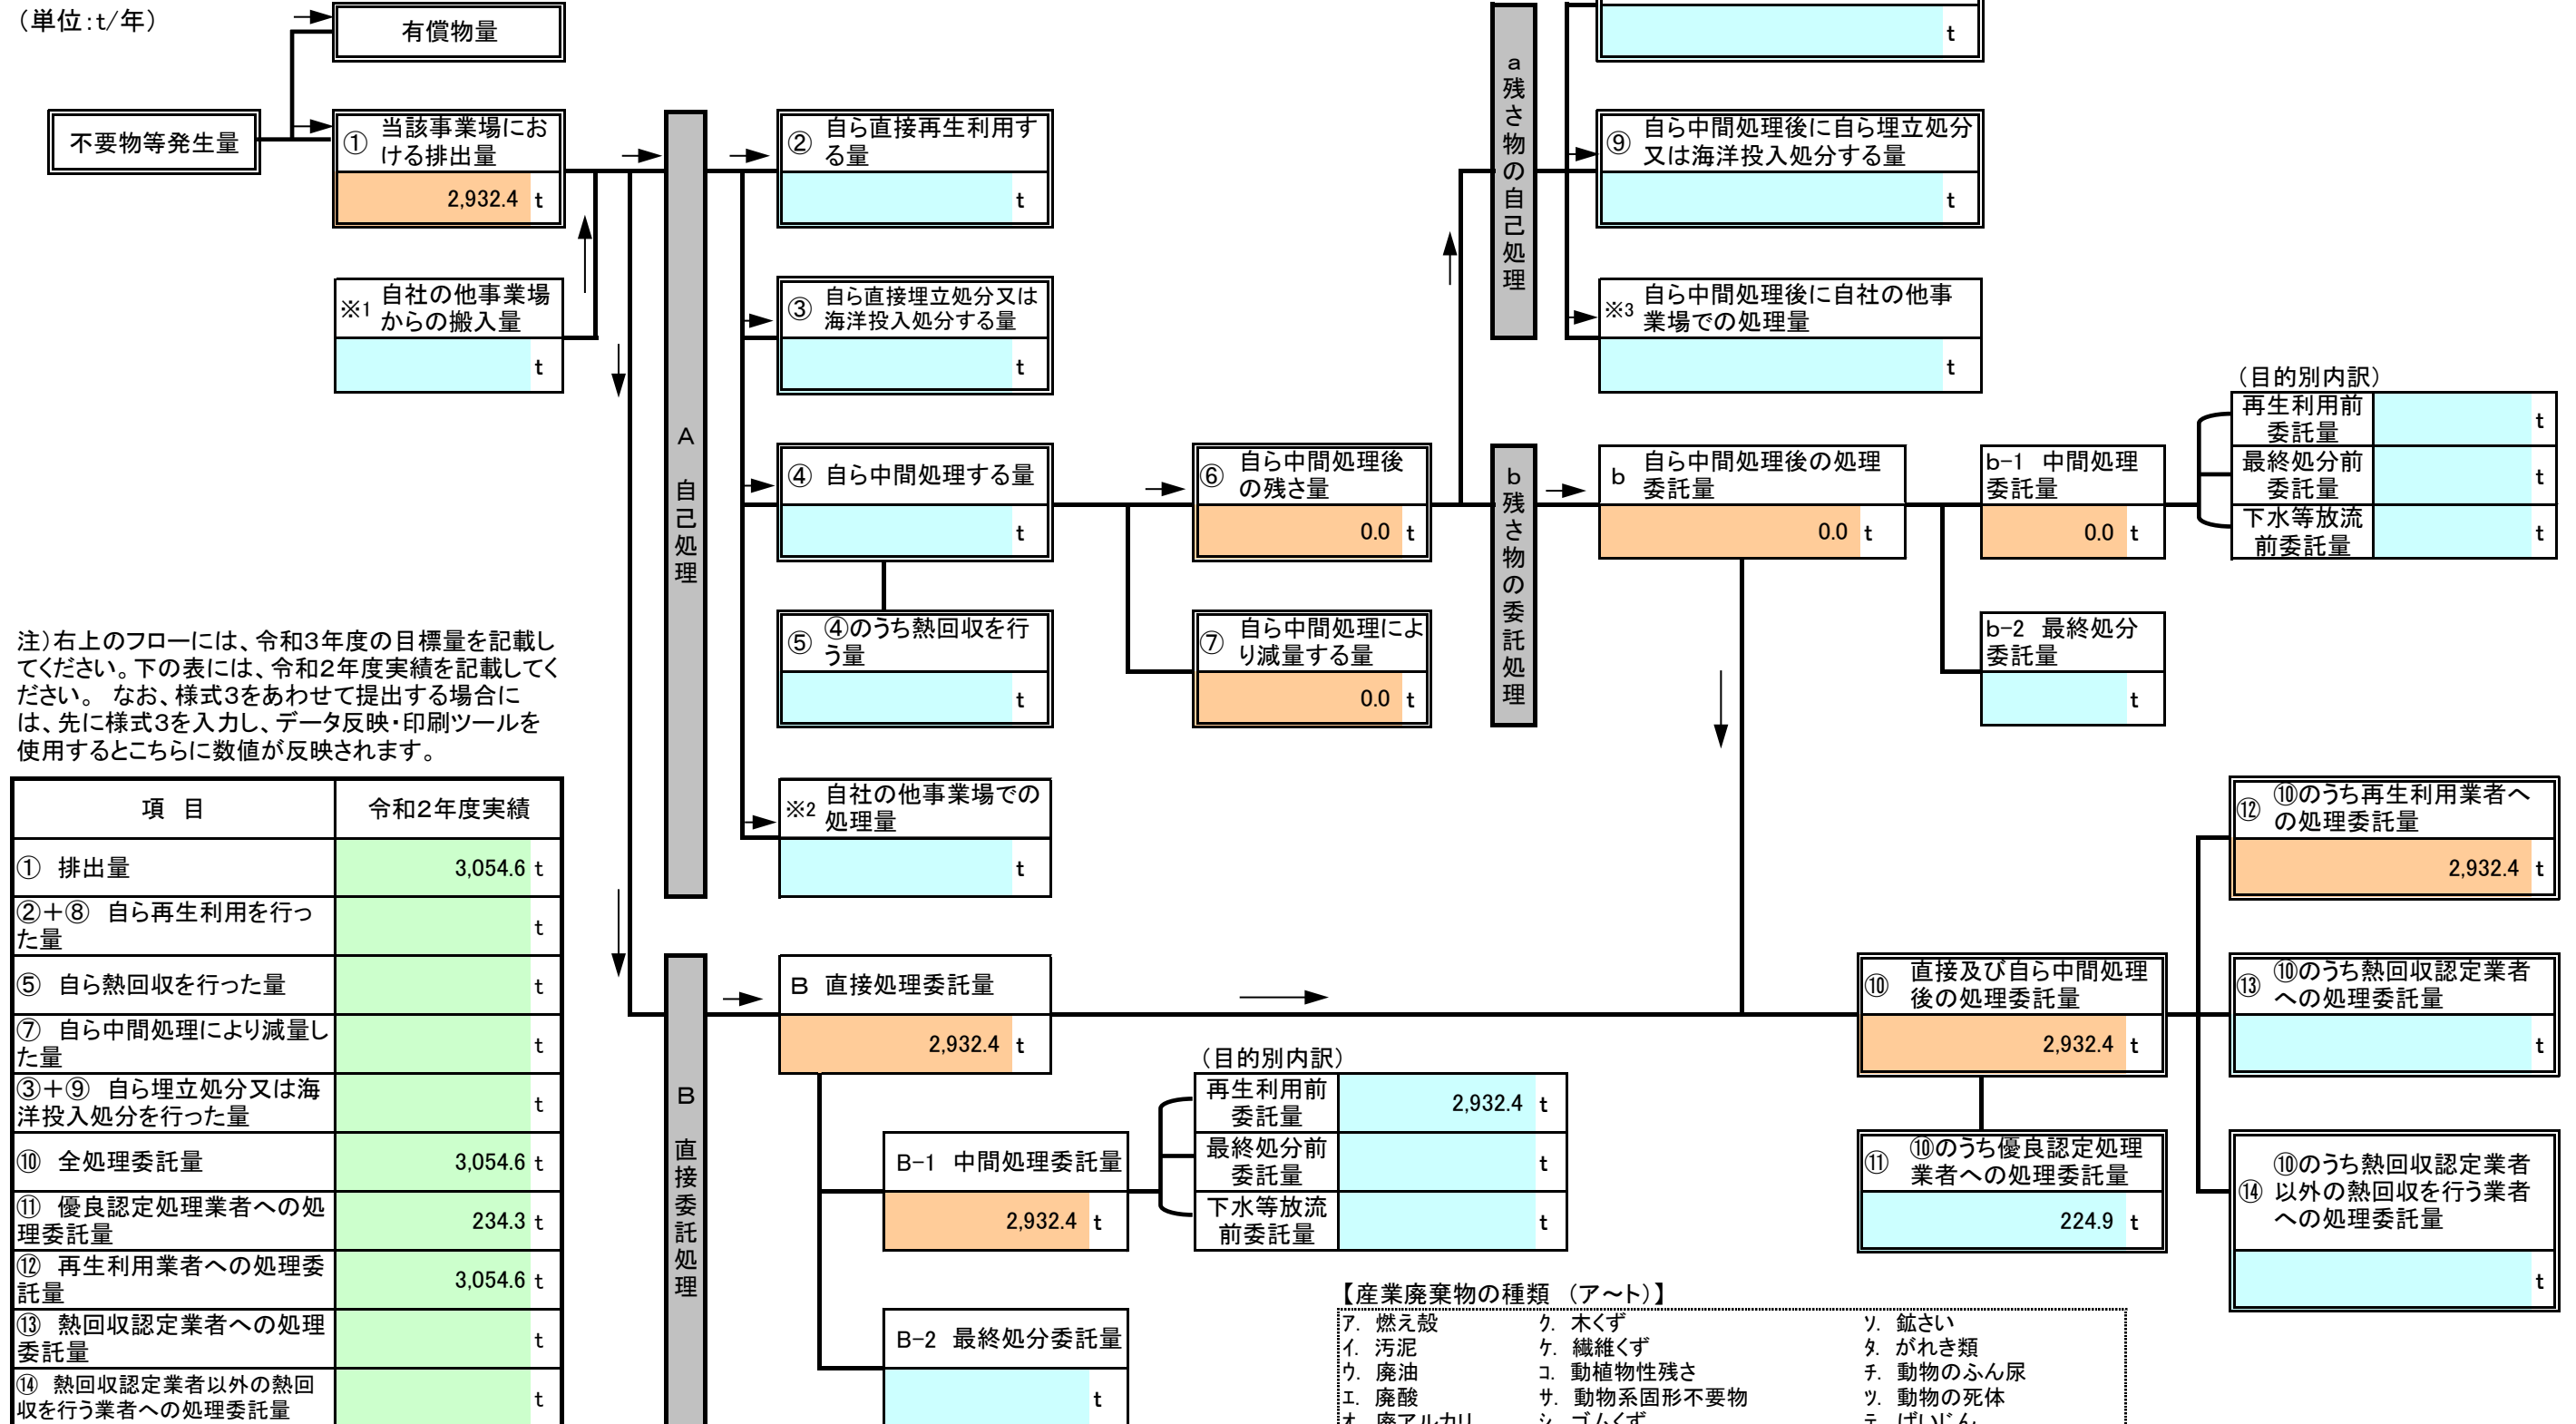 （単位:t/年）
有償物量
不要物等発生量
① 当該事業場にお
ける排出量
2,932.4 t
※1 自社の他事業場
からの搬入量
t
A 自己処理
② 自ら直接再生利用す
る量
t
③ 自ら直接埋立処分又は
海洋投入処分する量
t
④ 自ら中間処理する量
t
⑤ ④のうち熱回収を行
う量
t
※2 自社の他事業場での
処理量
t
⑥ 自ら中間処理後
の残さ量
0.0 t
⑦ 自ら中間処理によ
り減量する量
0.0 t
a 残さ物の自己処理
t
⑨ 自ら中間処理後に自ら埋立処分
又は海洋投入処分する量
t
※3 自ら中間処理後に自社の他事
業場での処理量
t
b 残さ物の委託処理
b 自ら中間処理後の処理
委託量
0.0 t
b-1 中間処理
委託量
0.0 t
b-2 最終処分
委託量
t
（目的別内訳）
再生利用前
委託量 t
最終処分前
委託量 t
下水等放流
前委託量 t
注）右上のフローには、令和3年度の目標量を記載し
てください。下の表には、令和2年度実績を記載してく
ださい。 なお、様式3をあわせて提出する場合に
は、先に様式3を入力し、データ反映・印刷ツールを
使用するとこちらに数値が反映されます。
項 目 令和2年度実績
① 排出量 3,054.6 t
②＋⑧ 自ら再生利用を行っ
た量 t
⑤ 自ら熱回収を行った量 t
⑦ 自ら中間処理により減量し
た量 t
③＋⑨ 自ら埋立処分又は海
洋投入処分を行った量 t
⑩ 全処理委託量 3,054.6 t
⑪ 優良認定処理業者への処
理委託量 234.3 t
⑫ 再生利用業者への処理委
託量 3,054.6 t
⑬ 熱回収認定業者への処理
委託量 t
⑭ 熱回収認定業者以外の熱回
収を行う業者への処理委託量 t
B 直接委託処理
B 直接処理委託量
2,932.4 t
B-1 中間処理委託量
2,932.4 t
B-2 最終処分委託量
t
（目的別内訳）
再生利用前
委託量 2,932.4 t
最終処分前
委託量 t
下水等放流
前委託量 t
⑩ 直接及び自ら中間処理
後の処理委託量
2,932.4 t
⑪ ⑩のうち優良認定処理
業者への処理委託量
224.9 t
⑫ ⑩のうち再生利用業者へ
の処理委託量
2,932.4 t
⑬ ⑩のうち熱回収認定業者
への処理委託量
t
⑭ ⑩のうち熱回収認定業者
以外の熱回収を行う業者
への処理委託量
t
【産業廃棄物の種類 （ア～ト）】
ア. 燃え殻 ク. 木くず ソ. 鉱さい
イ. 汚泥 ケ. 繊維くず タ. がれき類
ウ. 廃油 コ. 動植物性残さ チ. 動物のふん尿
エ. 廃酸 サ. 動物系固形不要物 ツ. 動物の死体
オ. 廃アルカリ シ. ゴムくず テ. ばいじん